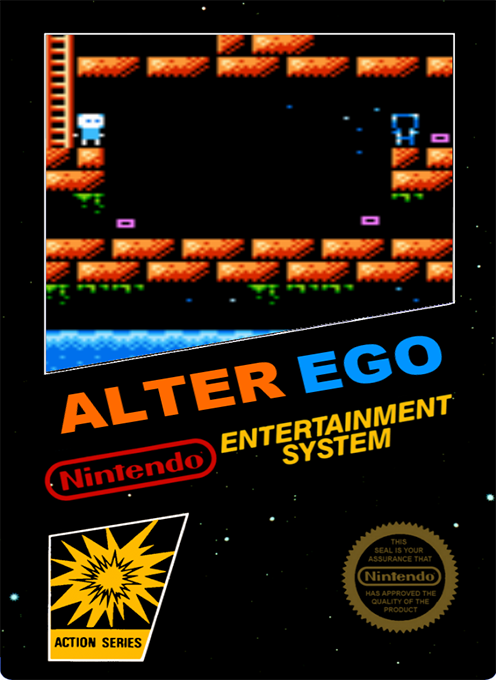 ALTER EGO
Nintendo
ENTERTAINMENT
SYSTEM
ACTION SERIES
THIS
SEAL IS YOUR
ASSURANCE THAT
Nintendo
HAS APPROVED THE
QUALITY OF THE
PRODUCT